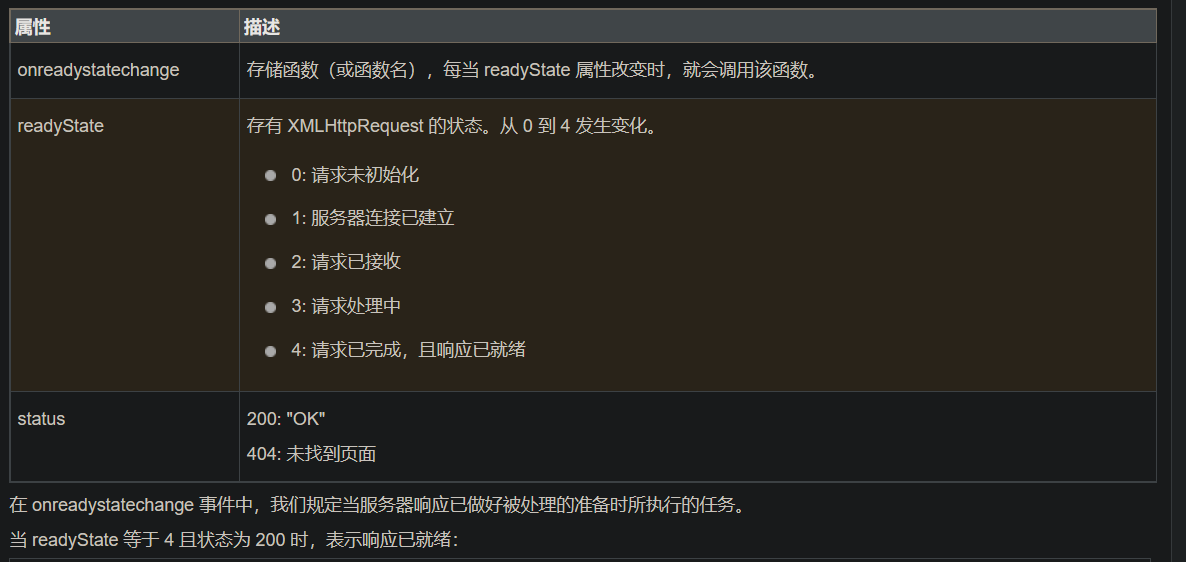 属性 描述
onreadystatechange 存储函数（或函数名），每当 readyState 属性改变时，就会调用该函数。
readyState 存有 XMLHttpRequest 的状态。从 0 到 4 发生变化。
0: 请求未初始化
1: 服务器连接已建立
2: 请求已接收
3: 请求处理中
4: 请求已完成，且响应已就绪
status 200: "OK"
404: 未找到页面
在 onreadystatechange 事件中，我们规定当服务器响应已做好被处理的准备时所执行的任务。
当 readyState 等于 4 且状态为 200 时，表示响应已就绪：